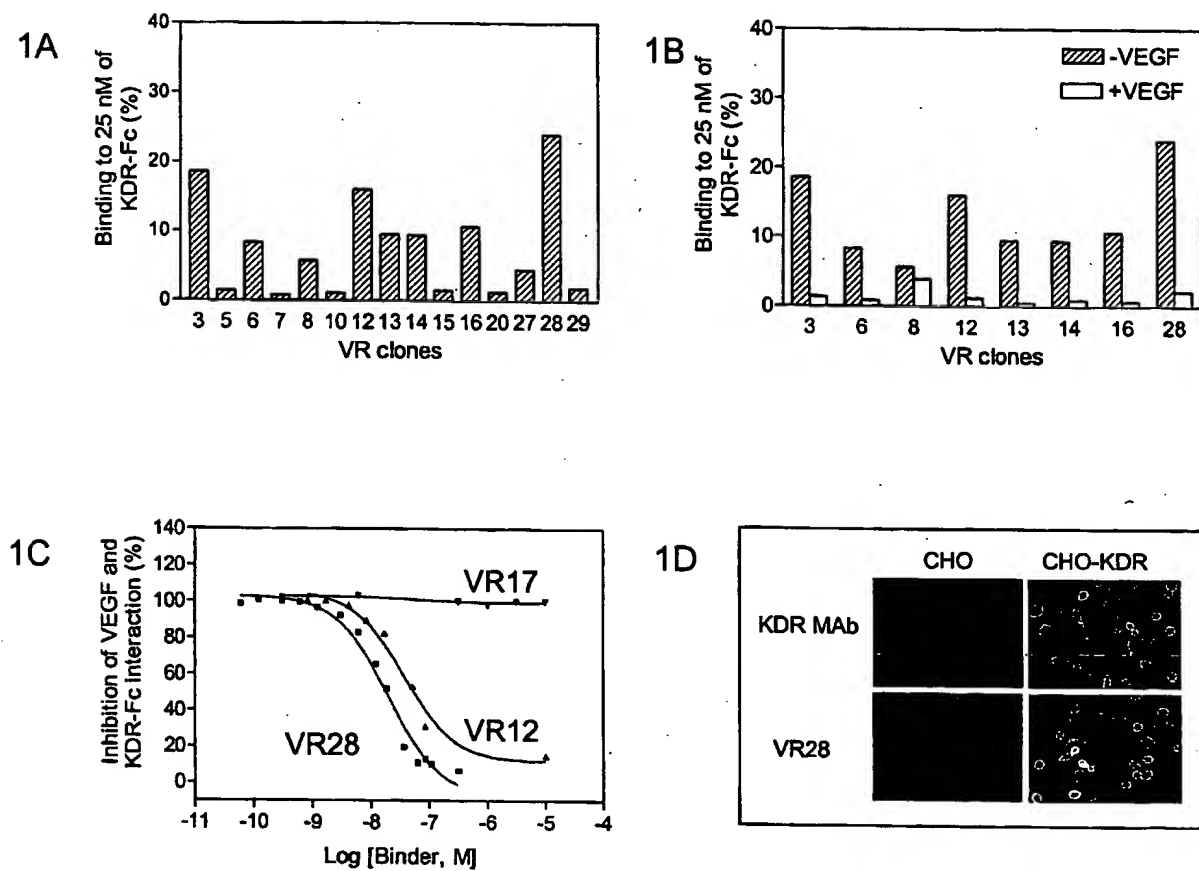 1A
Binding to 25 nM of
KDR-Fc (%)
40
30
20
10
0
3 5 6 7 8 10 12 13 14 15 16 20 27 28 29
VR clones
1B
Binding to 25 nM of
KDR-Fc (%)
40
30
20
10
0
-VEGF
+VEGF
3 6 8 12 13 14 16 28
VR clones
1C
Inhibition of VEGF and
KDR-Fc Interaction (%)
140
120
100
80
60
40
20
0
VR17
VR12
VR28
-11 -10 -9 -8 -7 -6 -5 -4
Log [Binder, M]
1D
CHO CHO-KDR
KDR MAb
VR28